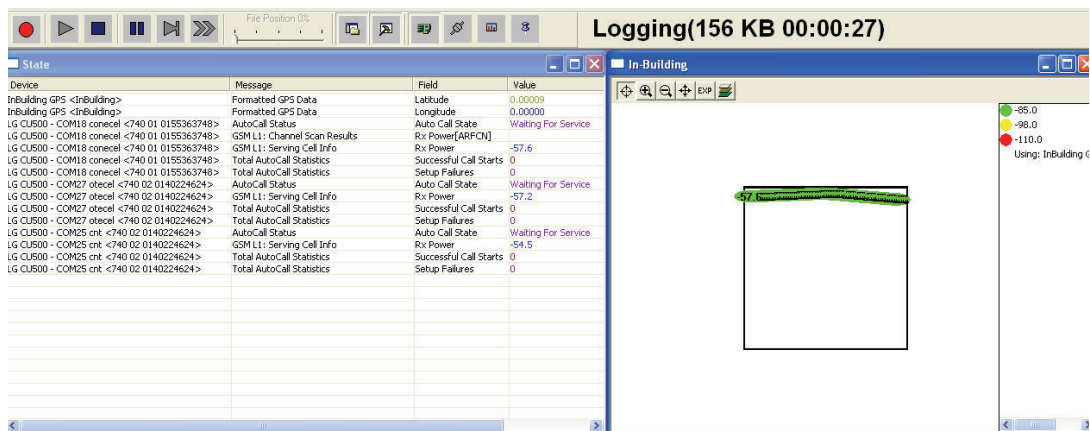 File Position 0%
Logging(156 KB 00:00:27)
State
Device Message Field Value
InBuilding GPS <InBuilding> Formatted GPS Data Latitude 0.00009
InBuilding GPS <InBuilding> Formatted GPS Data Longitude 0.00000
LG CU500 - COM18 conecel <740 01 0155363748> AutoCall Status Auto Call State Waiting For Service
LG CU500 - COM18 conecel <740 01 0155363748> GSM L1: Channel Scan Results Rx Power[ARFCN]
LG CU500 - COM18 conecel <740 01 0155363748> GSM L1: Serving Cell Info Rx Power -57.6
LG CU500 - COM18 conecel <740 01 0155363748> Total AutoCall Statistics Successful Call Starts 0
LG CU500 - COM18 conecel <740 01 0155363748> Total AutoCall Statistics Setup Failures 0
LG CU500 - COM27 otecel <740 02 0140224624> AutoCall Status Auto Call State Waiting For Service
LG CU500 - COM27 otecel <740 02 0140224624> GSM L1: Serving Cell Info Rx Power -57.2
LG CU500 - COM27 otecel <740 02 0140224624> Total AutoCall Statistics Successful Call Starts 0
LG CU500 - COM27 otecel <740 02 0140224624> Total AutoCall Statistics Setup Failures 0
LG CU500 - COM25 cnt <740 02 0140224624> AutoCall Status Auto Call State Waiting For Service
LG CU500 - COM25 cnt <740 02 0140224624> GSM L1: Serving Cell Info Rx Power -54.5
LG CU500 - COM25 cnt <740 02 0140224624> Total AutoCall Statistics Successful Call Starts 0
LG CU500 - COM25 cnt <740 02 0140224624> Total AutoCall Statistics Setup Failures 0
In-Building
EXP
-85.0
-98.0
-110.0
Using: InBuilding G
-57.6